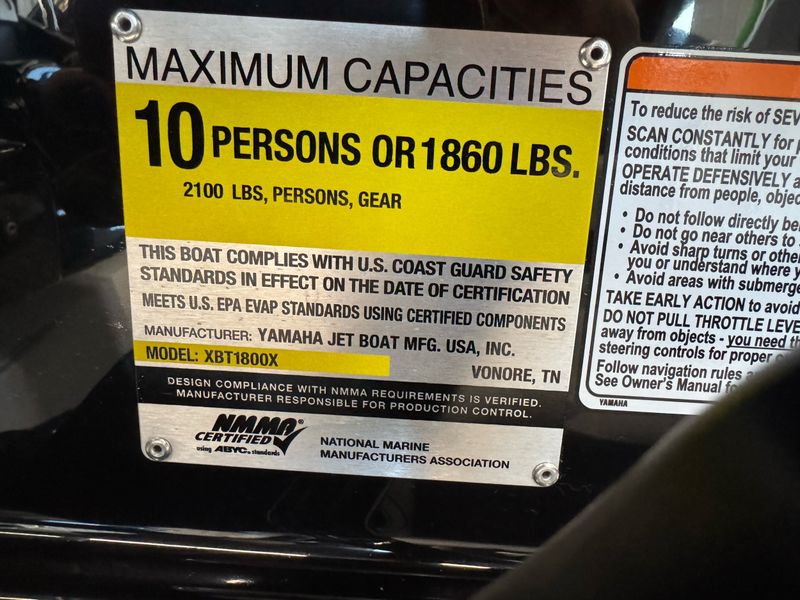 MAXIMUM CAPACITIES
10 PERSONS OR 1860 LBS.
2100 LBS, PERSONS, GEAR
THIS BOAT COMPLIES WITH U.S. COAST GUARD SAFETY
STANDARDS IN EFFECT ON THE DATE OF CERTIFICATION
MEETS U.S. EPA EVAP STANDARDS USING CERTIFIED COMPONENTS
MANUFACTURER: YAMAHA JET BOAT MFG. USA, INC.
MODEL: XBT1800X
VONORE, TN
DESIGN COMPLIANCE WITH NMMA REQUIREMENTS IS VERIFIED.
MANUFACTURER RESPONSIBLE FOR PRODUCTION CONTROL.
NMMA®
CERTIFIED
using ABYC® standards
NATIONAL MARINE
MANUFACTURERS ASSOCIATION
To reduce the risk of
SCAN CONSTANTLY for
conditions that limit your
OPERATE DEFENSIVELY
distance from people,
• Do not follow directly
• Do not go near others to
• Avoid sharp turns or
you or understand where
• Avoid areas with
TAKE EARLY ACTION to avoid
DO NOT PULL THROTTLE
away from objects - you need
steering controls for proper
Follow navigation rules
See Owner's Manual
YAMAHA